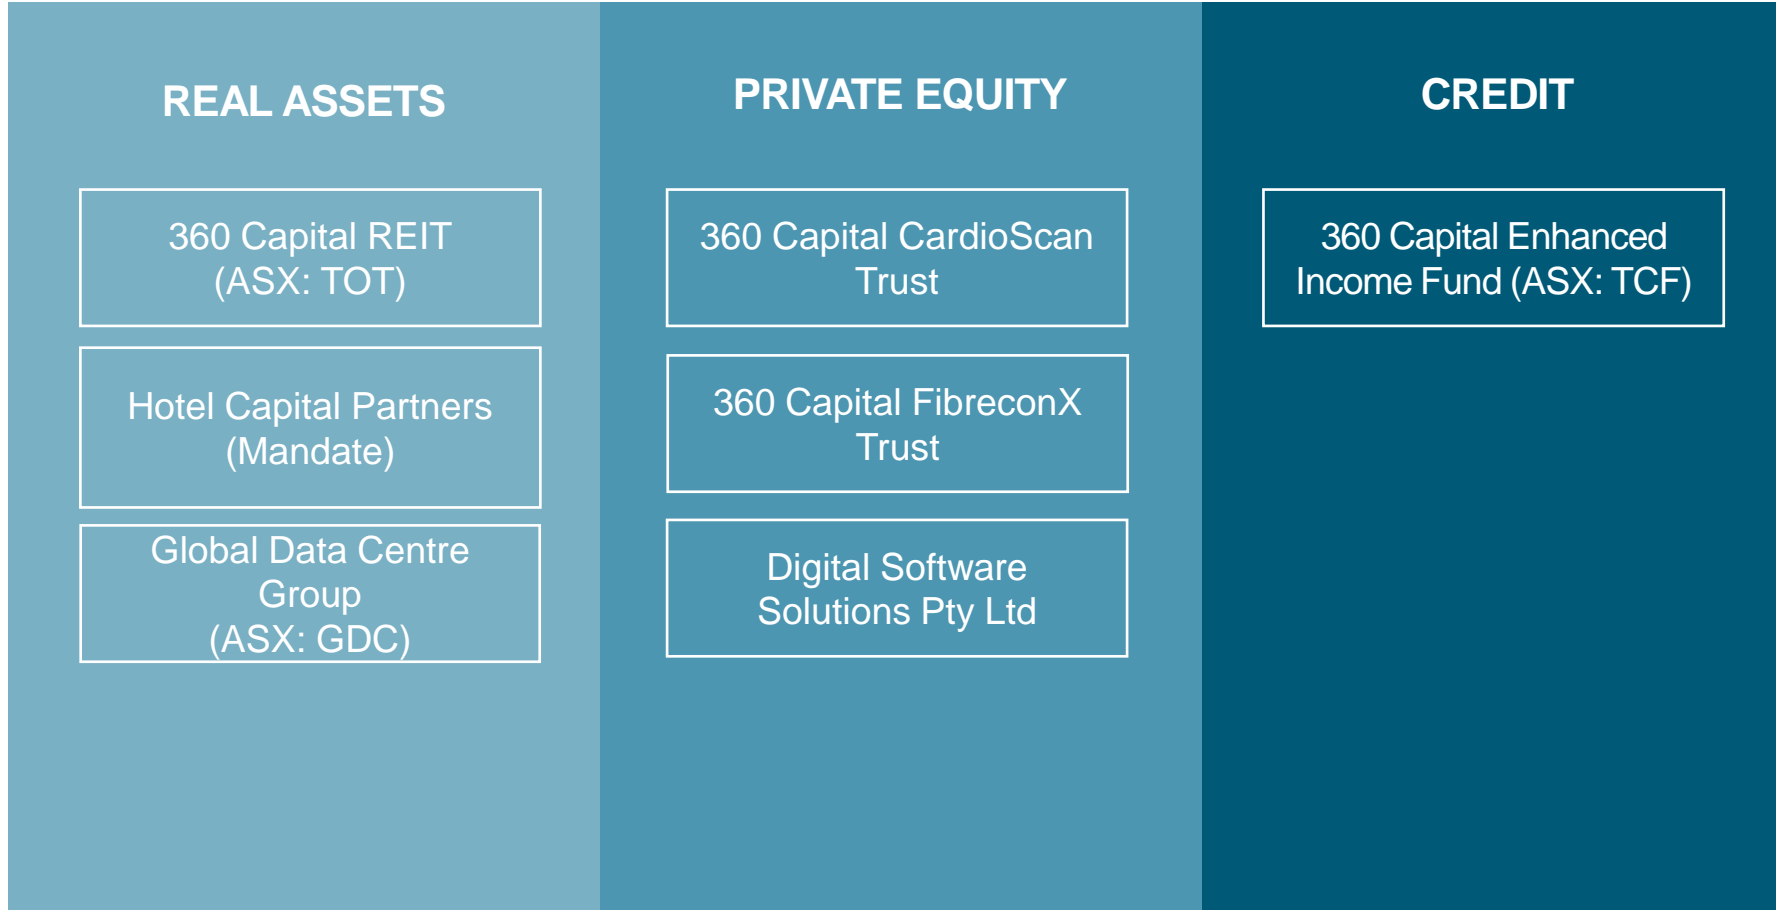 REAL ASSETS
360 Capital REIT
(ASX: TOT)
Hotel Capital Partners
(Mandate)
Global Data Centre
Group
(ASX: GDC)
PRIVATE EQUITY
360 Capital CardioScan
Trust
360 Capital FibreconX
Trust
Digital Software
Solutions Pty Ltd
CREDIT
360 Capital Enhanced
Income Fund (ASX: TCF)